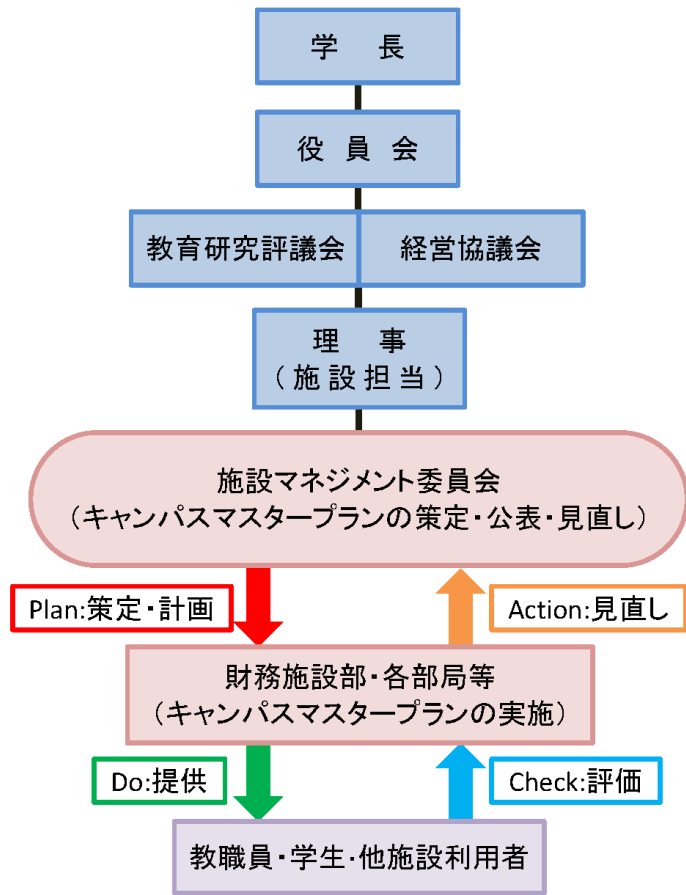 学　長
役 員 会
教育研究評議会
経営協議会
理　事
（施設担当）
施設マネジメント委員会
（キャンパスマスタープランの策定・公表・見直し）
Plan:策定・計画
Action:見直し
財務施設部・各部局等
（キャンパスマスタープランの実施）
Do:提供
Check:評価
教職員・学生・他施設利用者